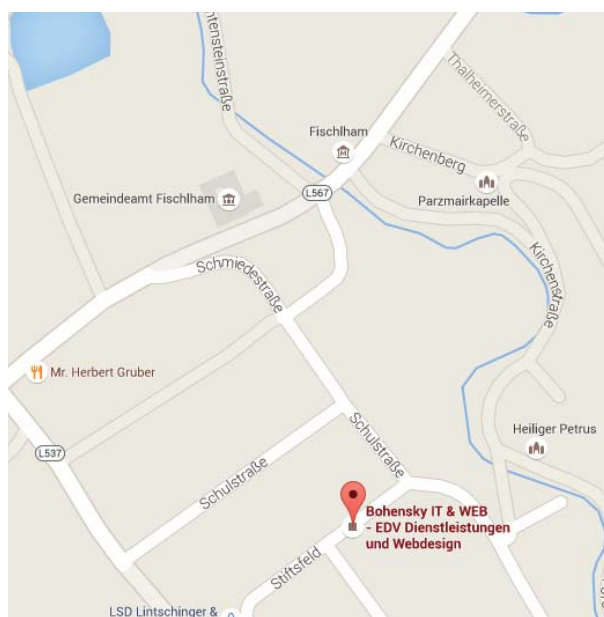 Thalheimerstraße
Fischlham
Kirchenberg
L567
Gemeindeamt Fischlham
Parzmairkapelle
Schmiedestraße
Kirchenstraße
Mr. Herbert Gruber
Schulstraße
Heiliger Petrus
L537
Schulstraße
Bohensky IT & WEB
- EDV Dienstleistungen
und Webdesign
Stiftsfeld
LSD Lintschinger &